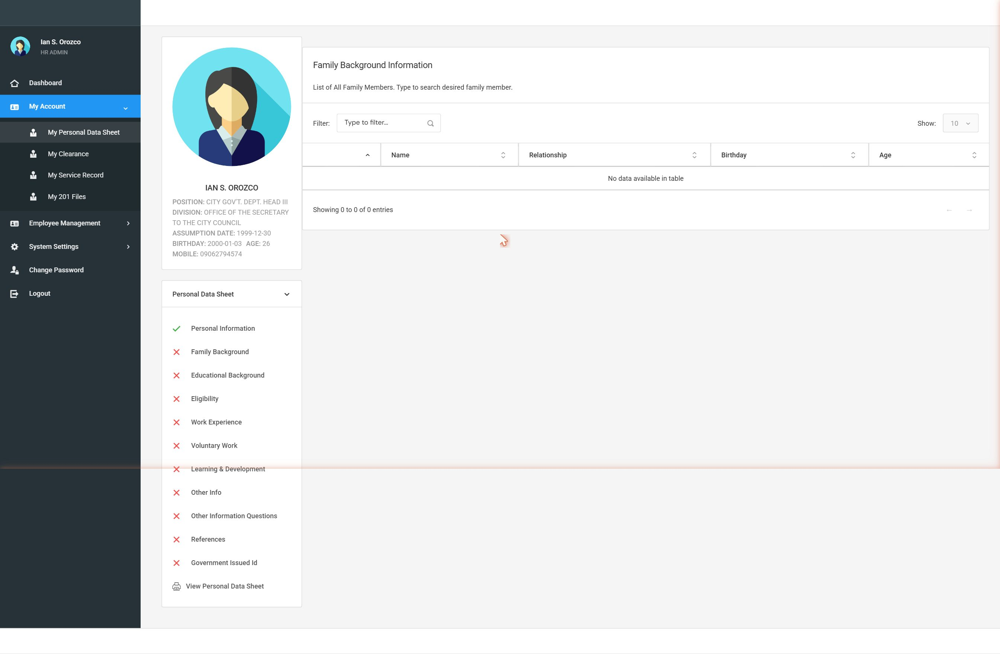 Ian S. Orozco
HR ADMIN
Dashboard
My Account
My Personal Data Sheet
My Clearance
My Service Record
My 201 Files
Employee Management
System Settings
Change Password
Logout
IAN S. OROZCO
POSITION: CITY GOV'T. DEPT. HEAD III
DIVISION: OFFICE OF THE SECRETARY
TO THE CITY COUNCIL
ASSUMPTION DATE: 1999-12-30
BIRTHDAY: 2000-01-03 AGE: 26
MOBILE: 09062794574
Personal Data Sheet
Personal Information
Family Background
Educational Background
Eligibility
Work Experience
Voluntary Work
Learning & Development
Other Info
Other Information Questions
References
Government Issued Id
View Personal Data Sheet
Family Background Information
List of All Family Members. Type to search desired family member.
Filter: Type to filter... Show: 10
Name Relationship Birthday Age
No data available in table
Showing 0 to 0 of 0 entries ← →